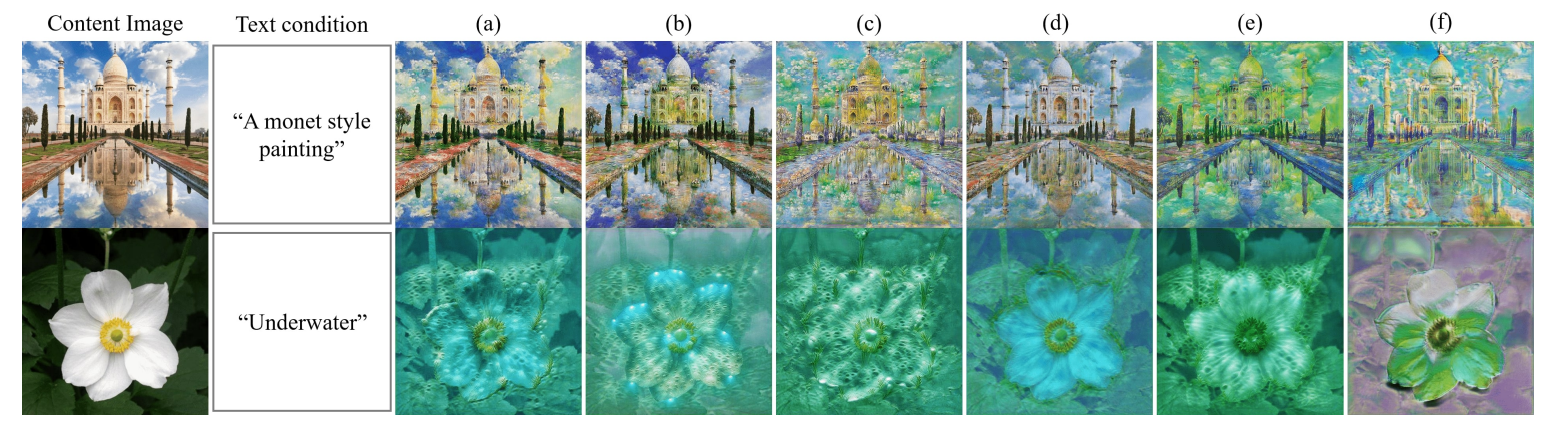 Content Image Text condition (a) (b) (c) (d) (e) (f)
“A monet style
painting”
“Underwater”